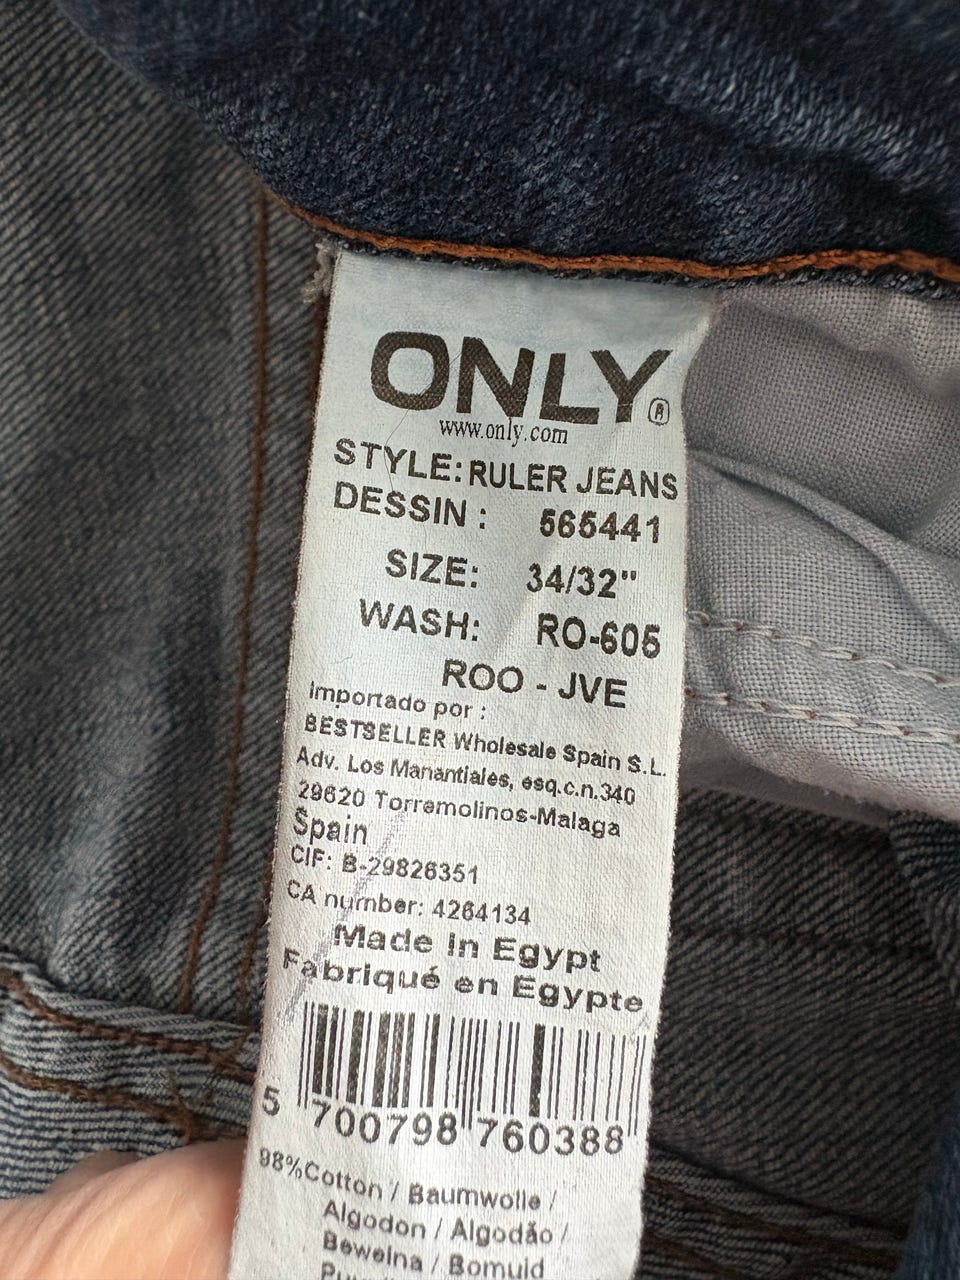 ONLY®
www.only.com
STYLE: RULER JEANS
DESSIN : 565441
SIZE: 34/32"
WASH: RO-605
ROO - JVE
Importado por :
BESTSELLER Wholesale Spain S.L.
Adv. Los Manantiales, esq.c.n.340
29620 Torremolinos-Malaga
Spain
CIF: B-29826351
CA number: 4264134
Made in Egypt
Fabriqué en Egypte
5 700798 760388
98%Cotton / Baumwolle /
Algodon / Algodão /
Bewelna / Bomuld